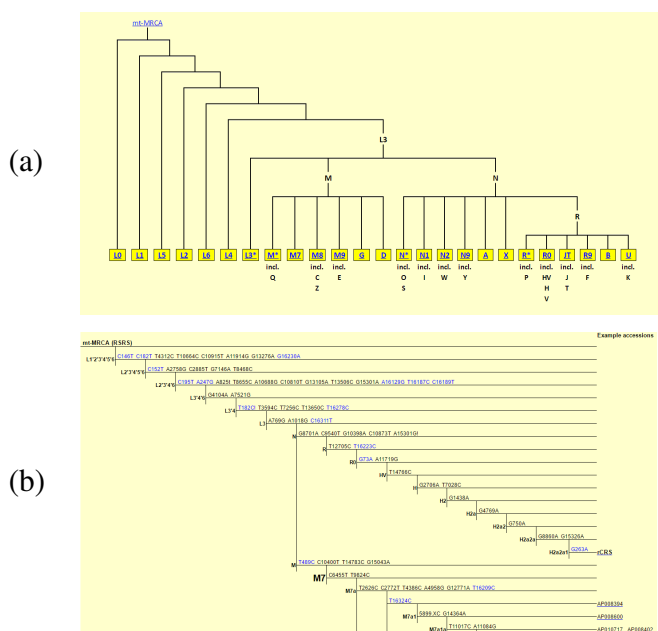 (a)
mt-MRCA
L3
M N
R
L0 L1 L5 L2 L6 L4 L3* M* M7 M8 M9 G D N* N1 N2 N9 A X R* R0 JT R9 B U
incl. incl. incl. incl. incl. incl. incl. incl. incl. incl. incl. incl.
Q C E O I W Y P HV J F K
Z S H T
V
(b)
Example accessions
mt-MRCA (RSRS)
C146T C182T T4312C T10664C C10915T A11914G G13276A G16230A
L1'2'3'4'5'6
C152T A2758G C2885T G7146A T8468C
L2'3'4'5'6
C195T A247G A825t T8655C A10688G C10810T G13105A T13506C G15301A A16129G T16187C C16189T
L2'3'4'6
G4104A A7521G
L3'4'6
T182C! T3594C T7256C T13650C T16278C
L3'4
A769G A1018G C16311T
L3
G8701A C9540T G10398A C10873T A15301G!
N
T12705C T16223C
R
G73A A11719G
R0
T14766C
HV
G2706A T7028C
H
G1438A
H2
G4769A
H2a
G750A
H2a2
G8860A G15326A
H2a2a
G263A rCRS
H2a2a1
T489C C10400T T14783C G15043A
M
C6455T T9824C
M7
T2626C C2772T T4386C A4958G G12771A T16209C
M7a
T16324C AP008394
5899.XC G14364A AP008600
M7a1
T11017C A11084G AP010717 AP008402
M7a1a